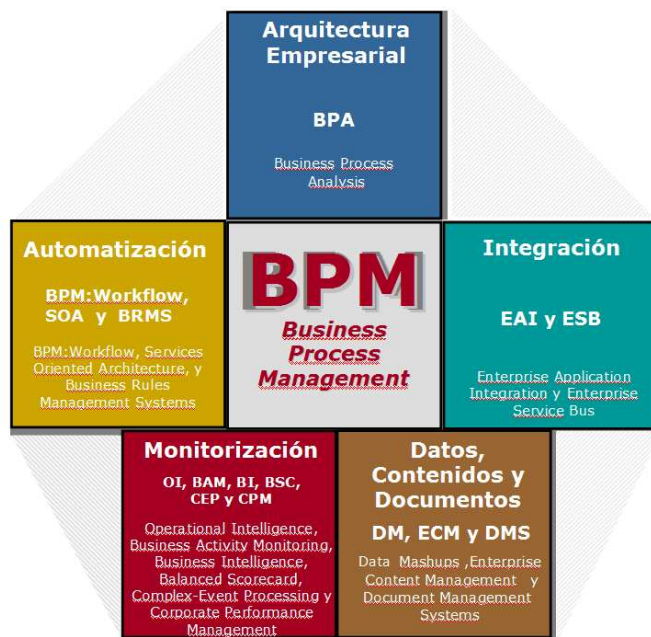 Arquitectura
Empresarial
BPA
Business Process
Analysis
Automatización
BPM:Workflow,
SOA y BRMS
BPM:Workflow, Services
Oriented Architecture, y
Business Rules
Management Systems
BPM
Business
Process
Management
Integración
EAI y ESB
Enterprise Application
Integration y Enterprise
Service Bus
Monitorización
OI, BAM, BI, BSC,
CEP y CPM
Operational Intelligence,
Business Activity Monitoring,
Business Intelligence,
Balanced Scorecard,
Complex-Event Processing y
Corporate Performance
Management
Datos,
Contenidos y
Documentos
DM, ECM y DMS
Data Mashups ,Enterprise
Content Management y
Document Management
Systems